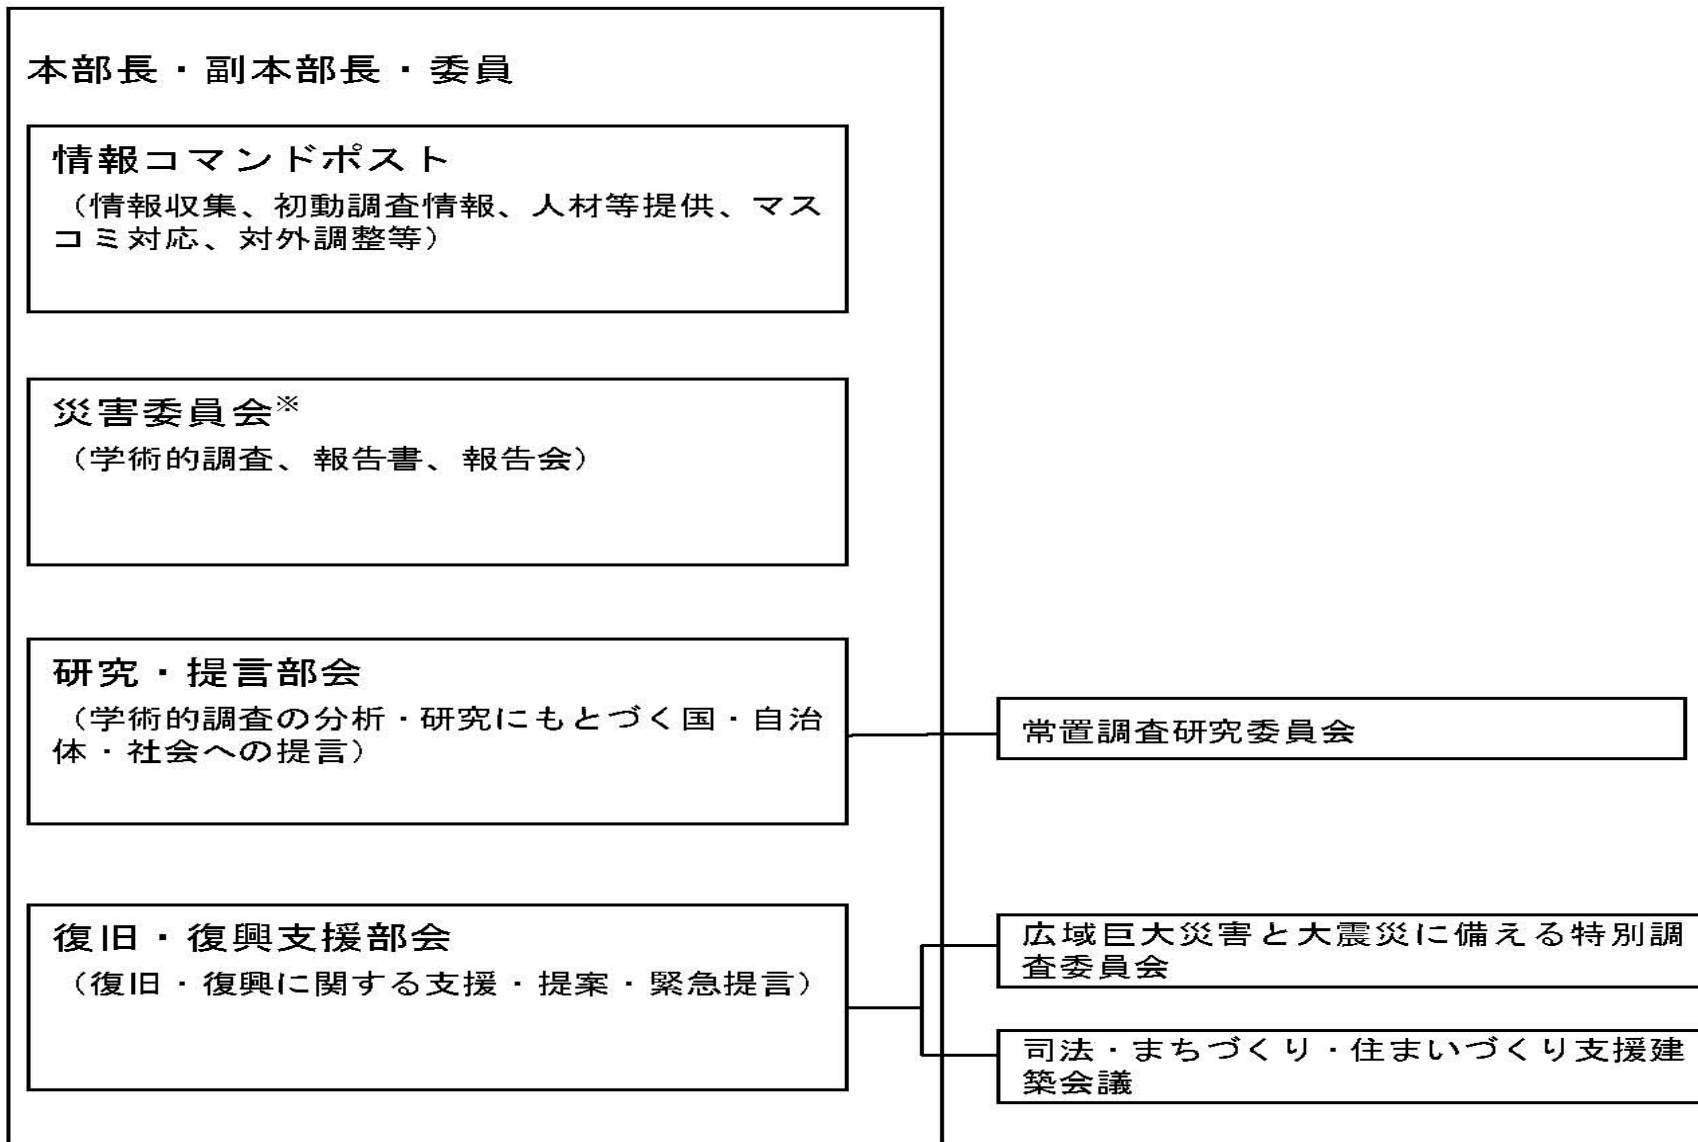 本部長・副本部長・委員
情報コマンドポスト
（情報収集、初動調査情報、人材等提供、マス
コミ対応、対外調整等）
災害委員会※
（学術的調査、報告書、報告会）
研究・提言部会
（学術的調査の分析・研究にもとづく国・自治
体・社会への提言）
常置調査研究委員会
復旧・復興支援部会
（復旧・復興に関する支援・提案・緊急提言）
広域巨大災害と大震災に備える特別調
査委員会
司法・まちづくり・住まいづくり支援建
築会議